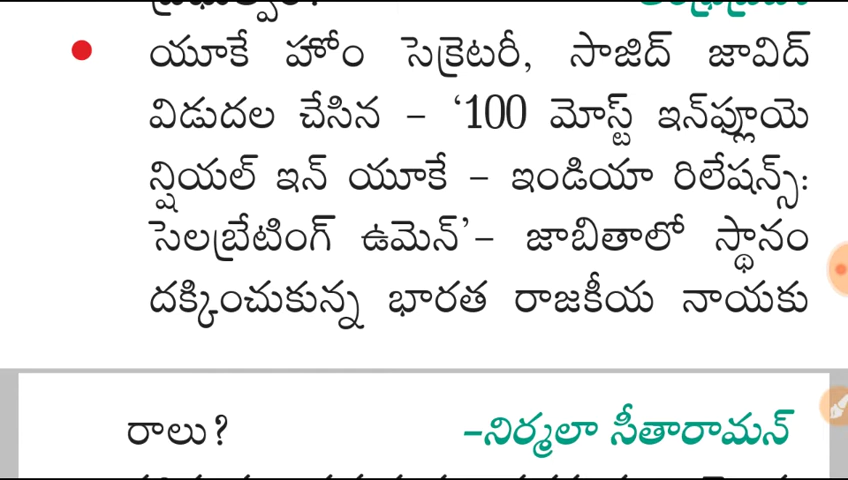 యూకే హోం సెక్రెటరీ, సాజిద్ జావిద్
విడుదల చేసిన – ‘100 మోస్ట్ ఇన్‌ఫ్లూయె
న్షియల్ ఇన్ యూకే – ఇండియా రిలేషన్స్:
సెలబ్రేటింగ్ ఉమెన్’– జాబితాలో స్థానం
దక్కించుకున్న భారత రాజకీయ నాయకు
రాలు? –నిర్మలా సీతారామన్